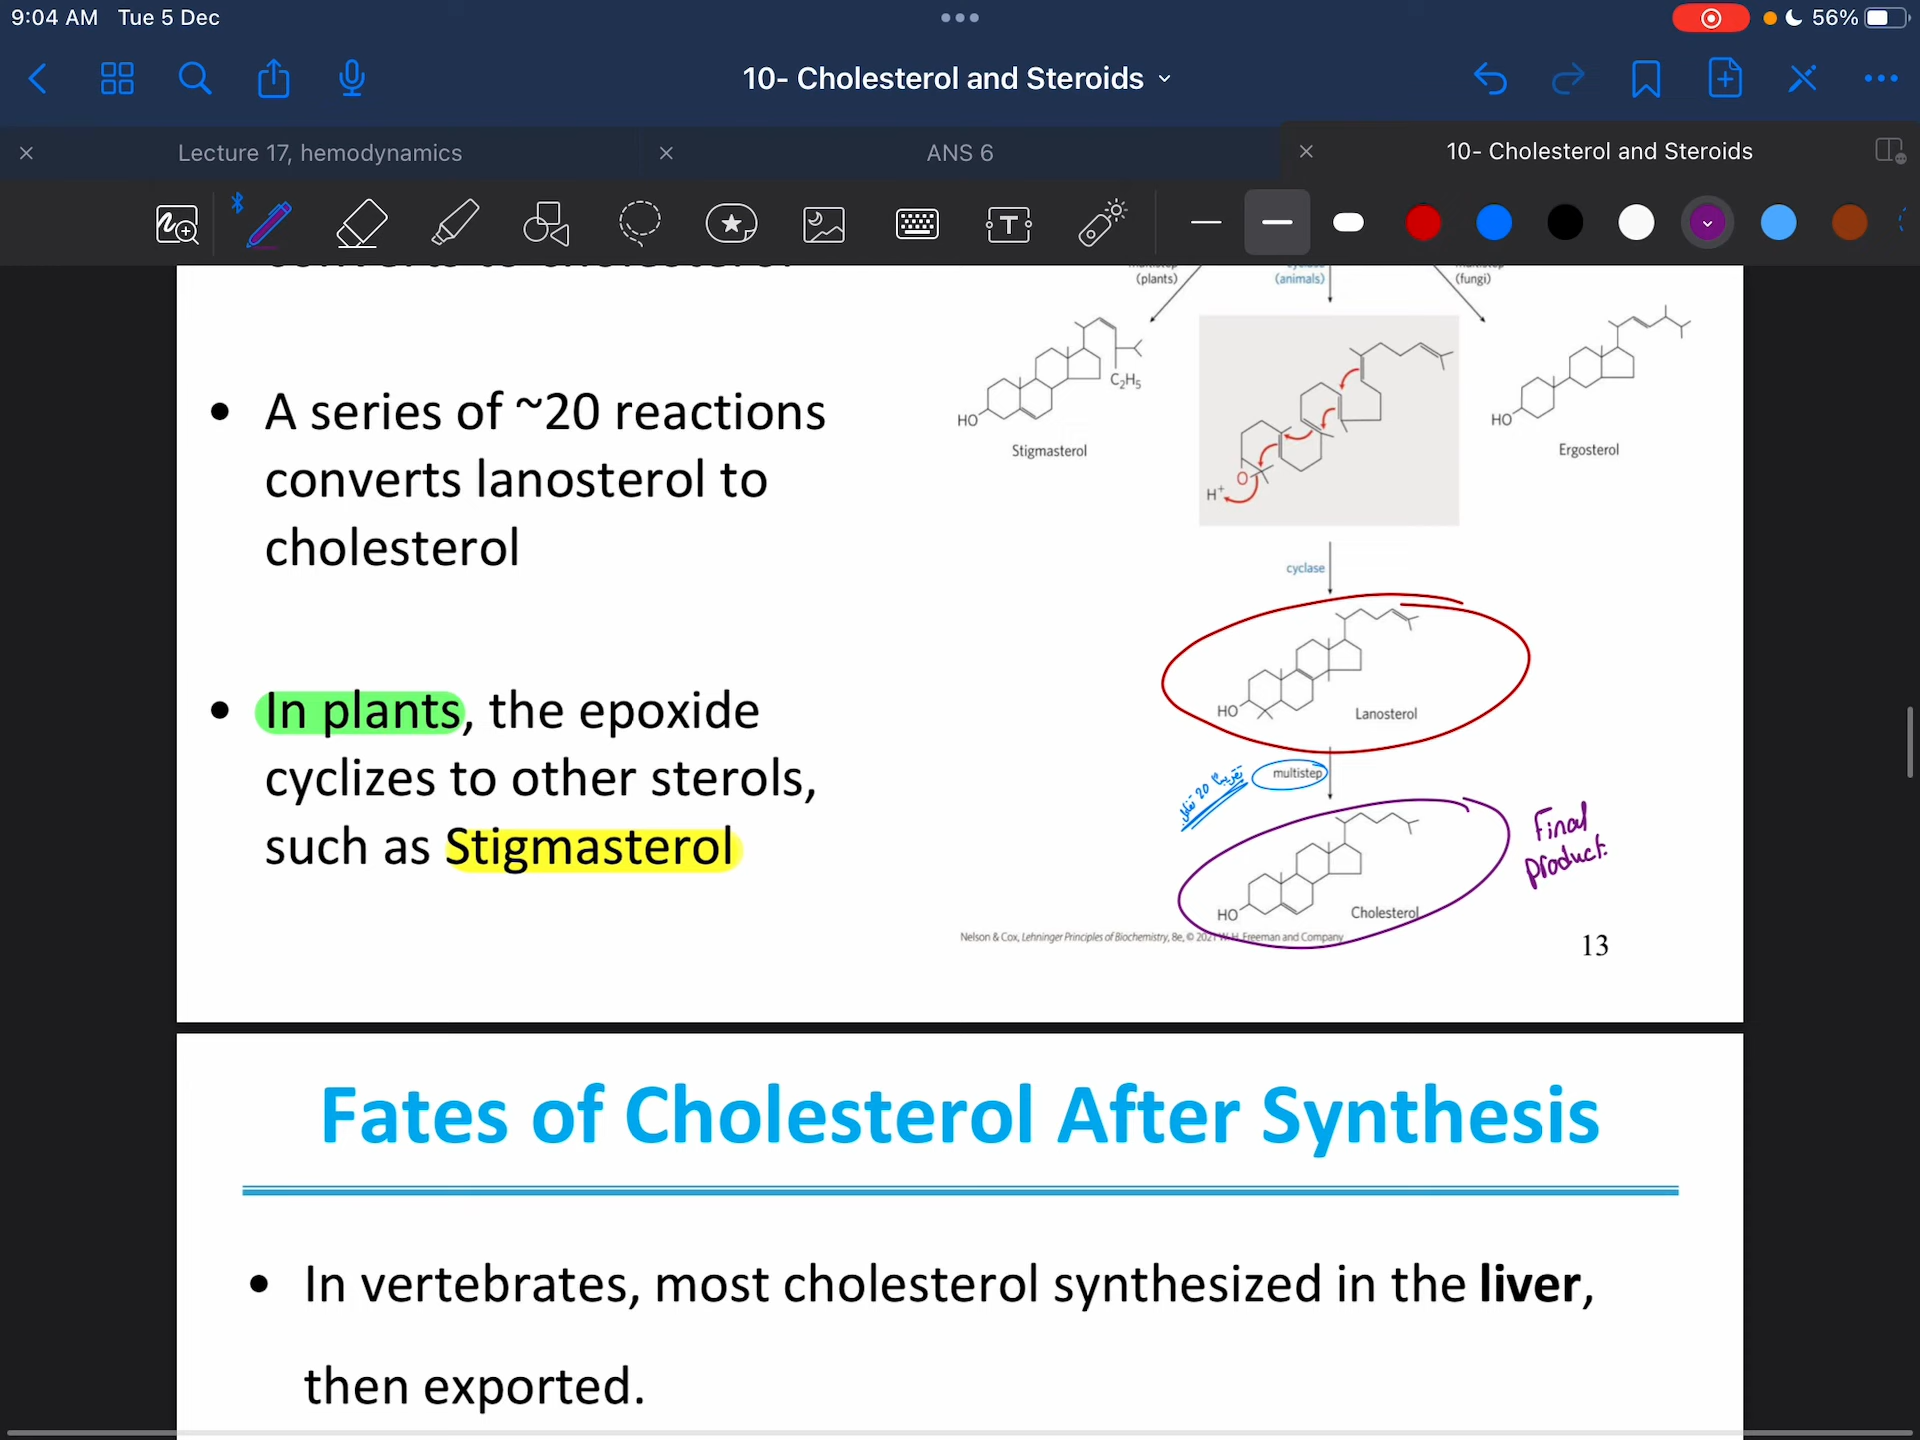 9:04 AM Tue 5 Dec
56%
10- Cholesterol and Steroids
Lecture 17, hemodynamics
ANS 6
10- Cholesterol and Steroids
(plants)
(animals)
(fungi)
A series of ~20 reactions
converts lanosterol to
cholesterol
In plants, the epoxide
cyclizes to other sterols,
such as Stigmasterol
C₂H₅
HO
Stigmasterol
O
H⁺
HO
Ergosterol
cyclase
HO
Lanosterol
تقريبا 20
multistep
HO
Cholesterol
Final
product
Nelson & Cox, Lehninger Principles of Biochemistry, 8e, © 2021 W. H. Freeman and Company
13
Fates of Cholesterol After Synthesis
In vertebrates, most cholesterol synthesized in the liver,
then exported.